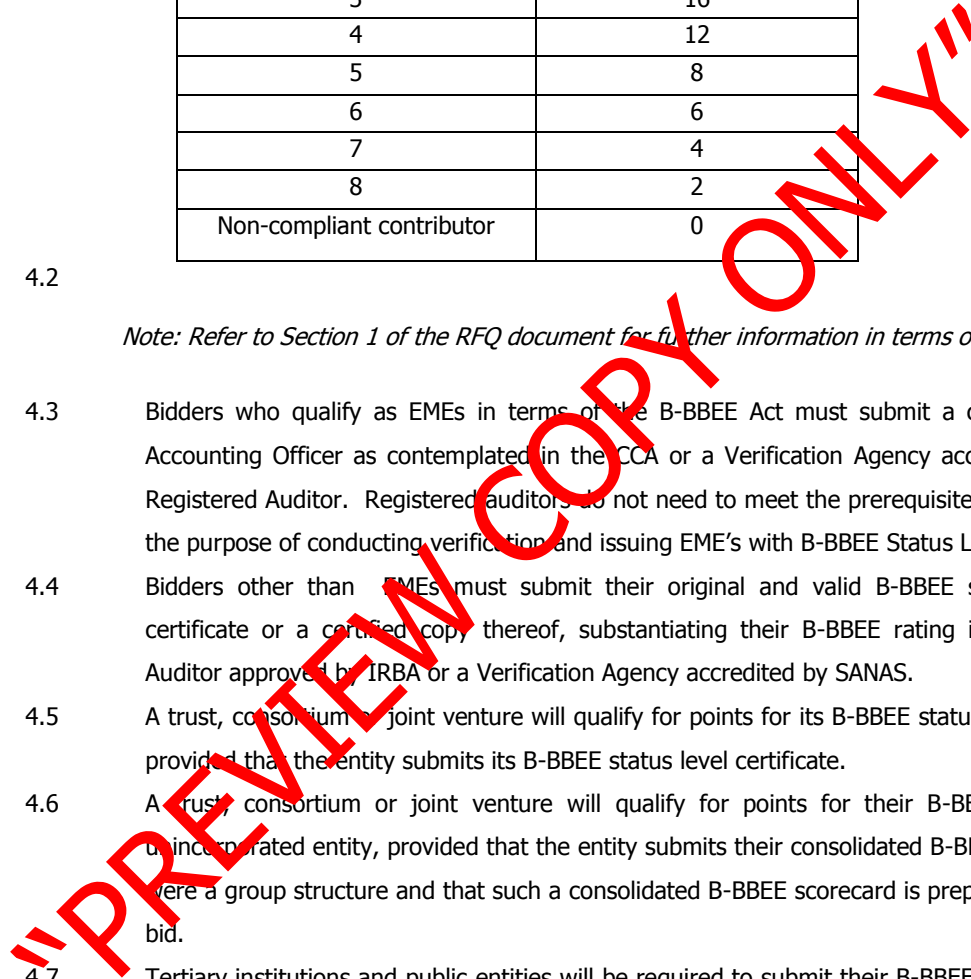 4 12
5 8
6 6
7 4
8 2
Non-compliant contributor 0
4.2
Note: Refer to Section 1 of the RFQ document for further information in terms o
4.3 Bidders who qualify as EMEs in terms of the B-BBEE Act must submit a
Accounting Officer as contemplated in the CCA or a Verification Agency acc
Registered Auditor. Registered auditors do not need to meet the prerequisite
the purpose of conducting verification and issuing EME's with B-BBEE Status L
4.4 Bidders other than EMEs must submit their original and valid B-BBEE s
certificate or a certified copy thereof, substantiating their B-BBEE rating i
Auditor approved by IRBA or a Verification Agency accredited by SANAS.
4.5 A trust, consortium or joint venture will qualify for points for its B-BBEE statu
provided that the entity submits its B-BBEE status level certificate.
4.6 A trust, consortium or joint venture will qualify for points for their B-BB
unincorporated entity, provided that the entity submits their consolidated B-B
were a group structure and that such a consolidated B-BBEE scorecard is prep
bid.
4.7 Tertiary institutions and public entities will be required to submit their B-BBEE
"PREVIEW COPY ONLY"